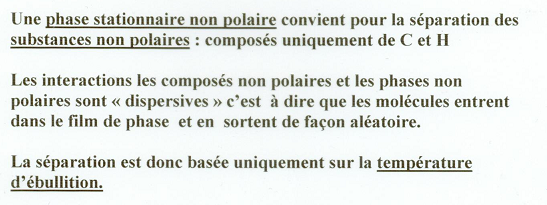 Une phase stationnaire non polaire convient pour la séparation des
substances non polaires : composés uniquement de C et H
Les interactions les composés non polaires et les phases non
polaires sont « dispersives » c'est à dire que les molécules entrent
dans le film de phase et en sortent de façon aléatoire.
La séparation est donc basée uniquement sur la température
d'ébullition.